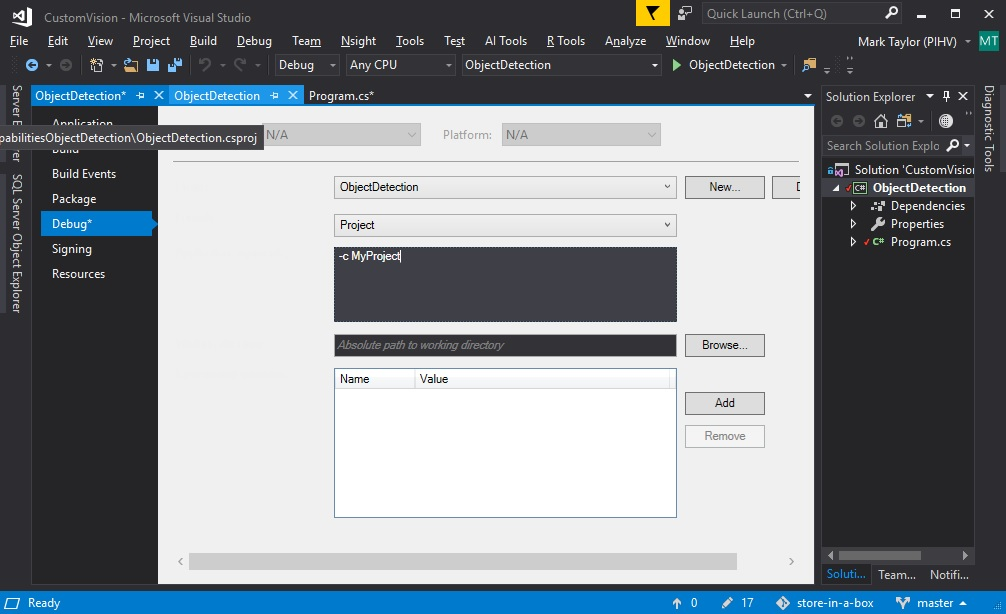 CustomVision - Microsoft Visual Studio
Quick Launch (Ctrl+Q)
File Edit View Project Build Debug Team Nsight Tools Test AI Tools R Tools Analyze Window Help Mark Taylor (PIHV) MT
Debug Any CPU ObjectDetection ObjectDetection
ObjectDetection* ObjectDetection Program.cs*
Application
pabilitiesObjectDetection\ObjectDetection.csproj
Build
Build Events
Package
Debug*
Signing
Resources
N/A Platform: N/A
ObjectDetection New...
Project
-c MyProject
Absolute path to working directory Browse...
Name Value
Add
Remove
Server E er
SQL Server Object Explorer
Solution Explorer
Search Solution Explo
Solution 'CustomVision
C# ObjectDetection
Dependencies
Properties
C# Program.cs
Soluti... Team... Notifi...
Diagnostic Tools
Ready 0 17 store-in-a-box master